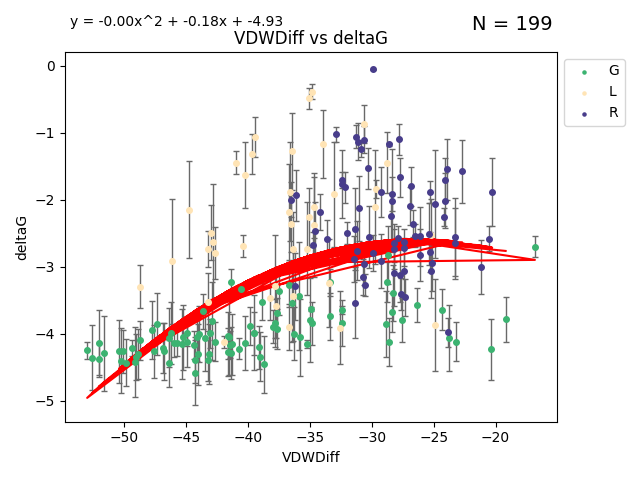 y = -0.00x^2 + -0.18x + -4.93
N = 199
VDWDiff vs deltaG
G
L
R
deltaG
0
−1
−2
−3
−4
−5
−50 −45 −40 −35 −30 −25 −20
VDWDiff